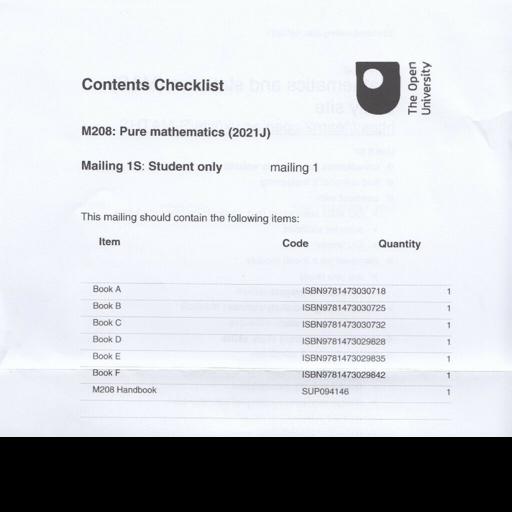 Contents Checklist
The Open
University
M208: Pure mathematics (2021J)
Mailing 1S: Student only mailing 1
This mailing should contain the following items:
Item Code Quantity
Book A ISBN9781473030718 1
Book B ISBN9781473030725 1
Book C ISBN9781473030732 1
Book D ISBN9781473029828 1
Book E ISBN9781473029835 1
Book F ISBN9781473029842 1
M208 Handbook SUP094146 1